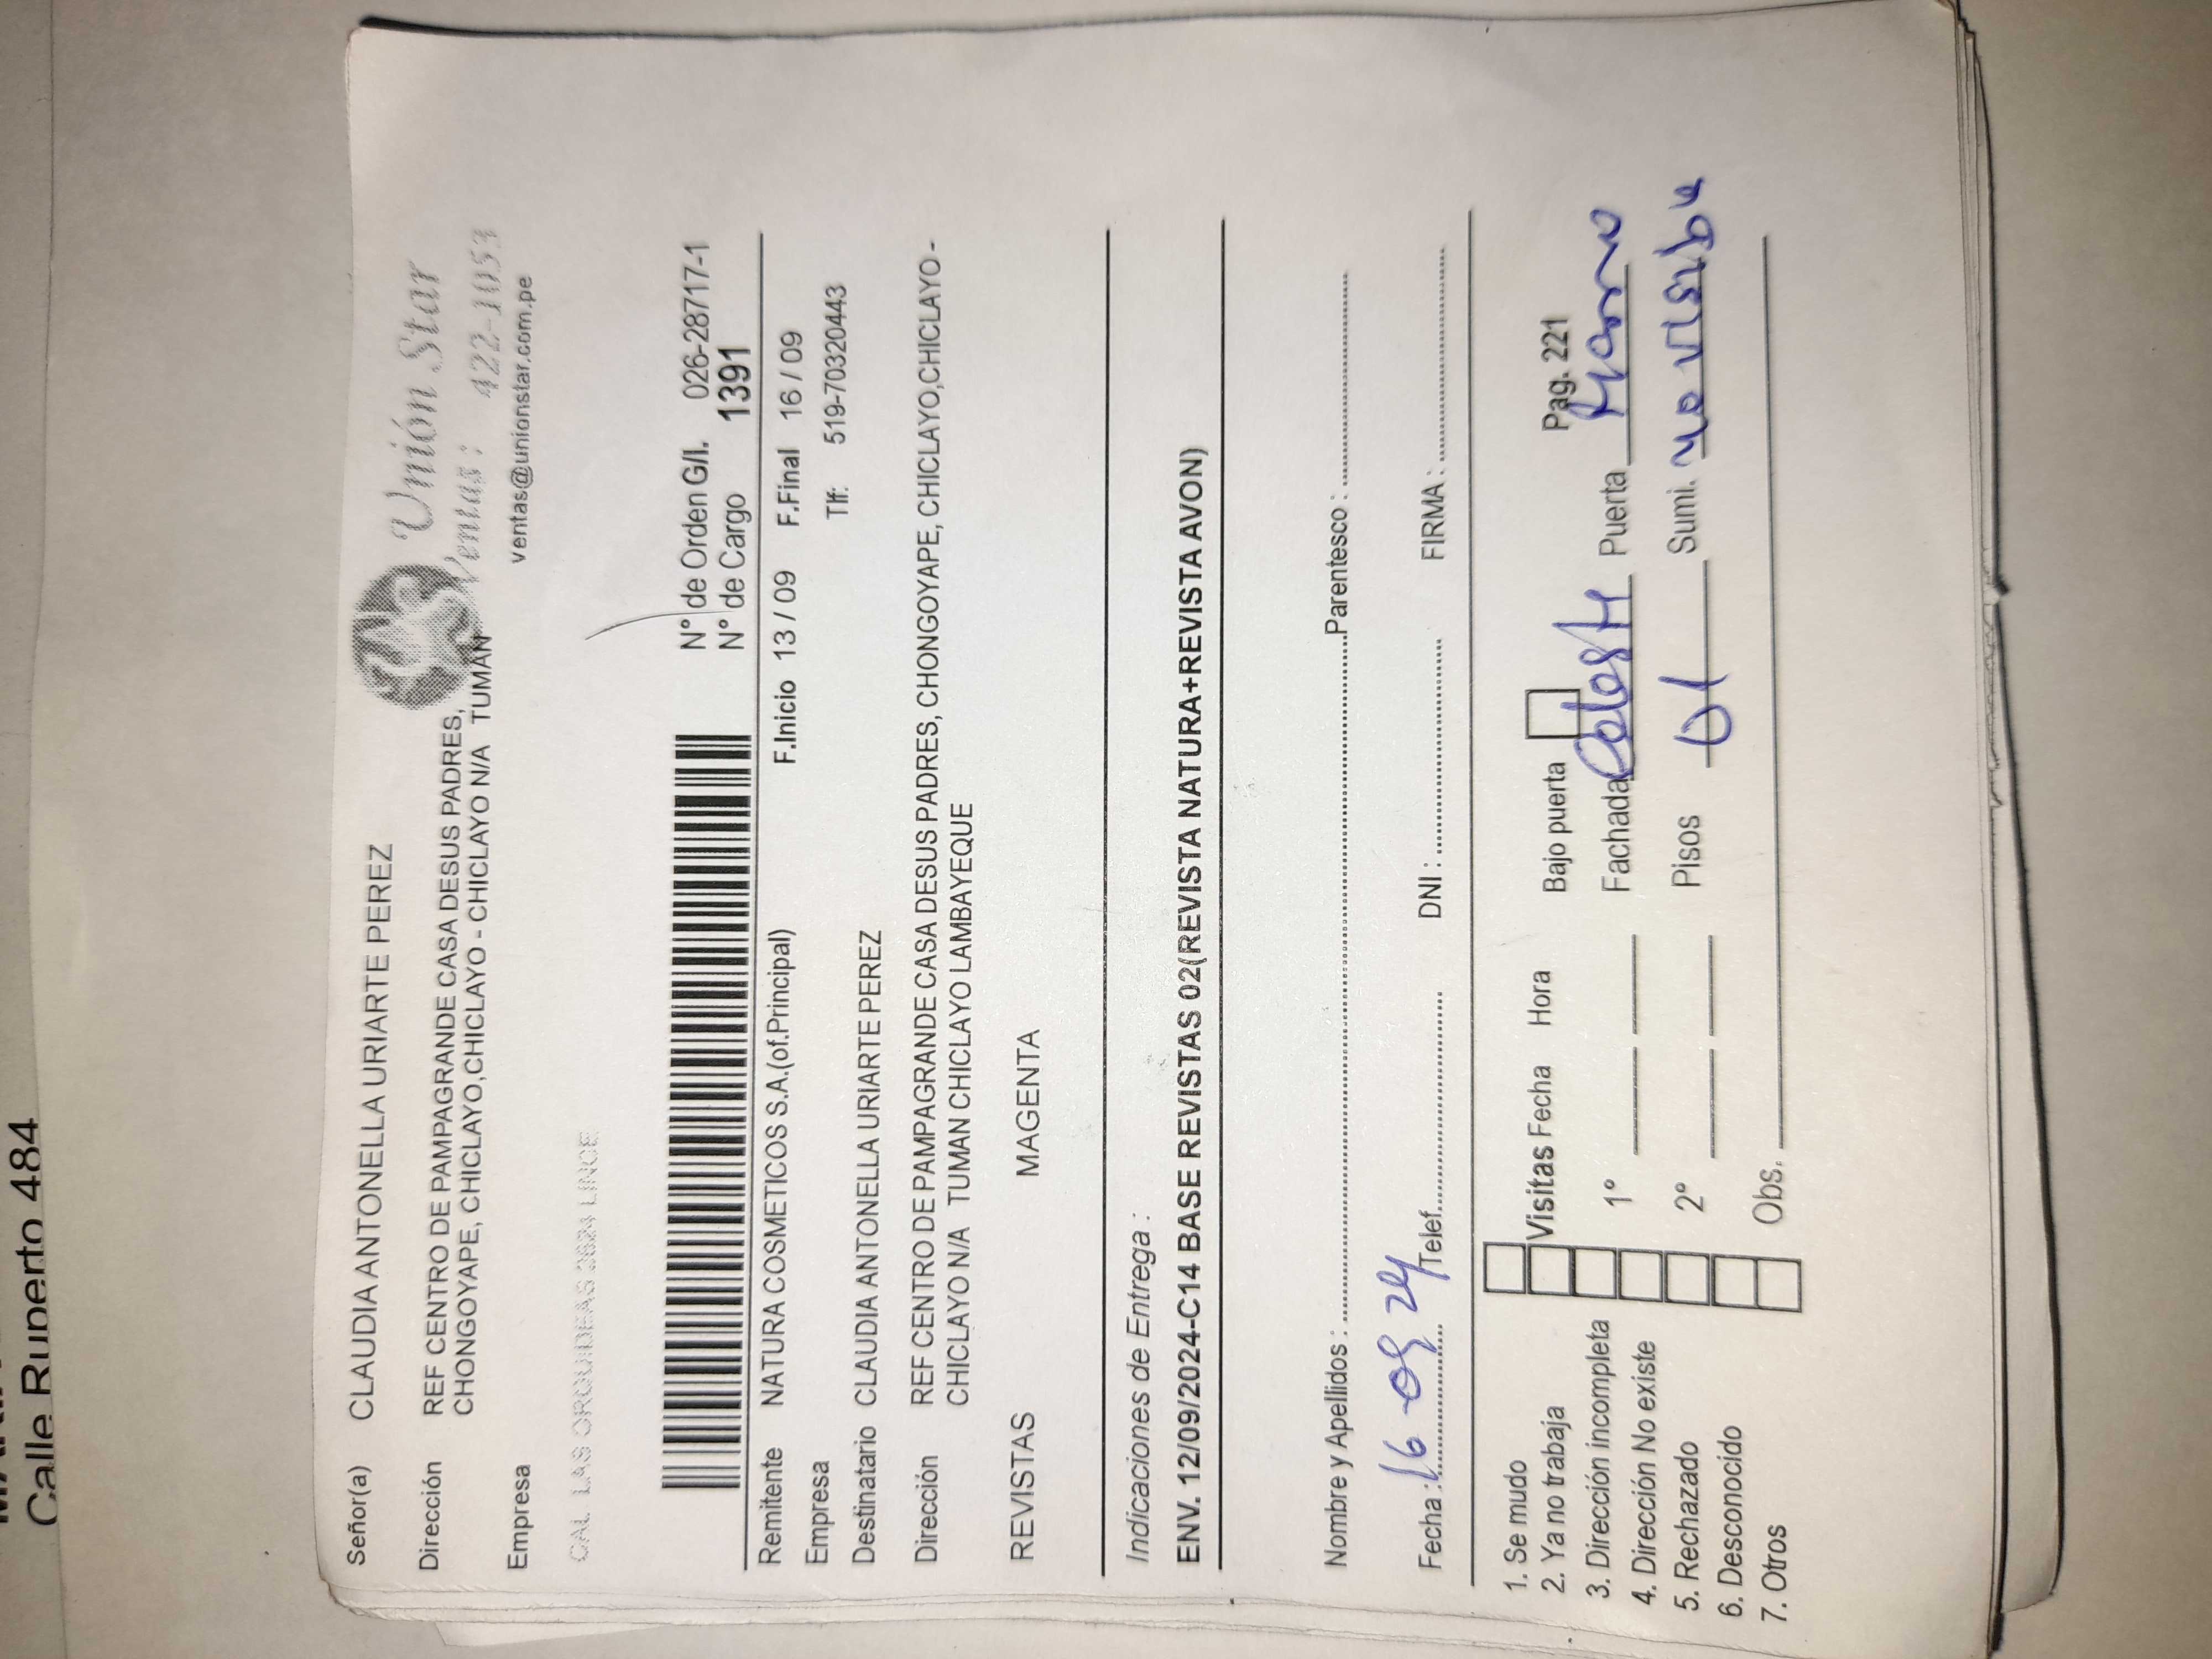 Calle Ruperto 484
Señor(a) CLAUDIA ANTONELLA URIARTE PEREZ
Unión Star
Ventas: 422-1053
ventas@unionstar.com.pe
Dirección REF CENTRO DE PAMPAGRANDE CASA DESUS PADRES,
CHONGOYAPE, CHICLAYO,CHICLAYO - CHICLAYO N/A TUMAN
Empresa
CAL LAS ORQUIDEAS 2624 LINCE
N° de Orden G/I. 026-28717-1
N° de Cargo 1391
Remitente NATURA COSMETICOS S.A.(of.Principal) F.Inicio 13 / 09 F.Final 16 / 09
Empresa Tlf: 519-70320443
Destinatario CLAUDIA ANTONELLA URIARTE PEREZ
Dirección REF CENTRO DE PAMPAGRANDE CASA DESUS PADRES, CHONGOYAPE, CHICLAYO,CHICLAYO -
CHICLAYO N/A TUMAN CHICLAYO LAMBAYEQUE
REVISTAS MAGENTA
Indicaciones de Entrega :
ENV. 12/09/2024-C14 BASE REVISTAS 02(REVISTA NATURA+REVISTA AVON)
Nombre y Apellidos : Parentesco :
Fecha : 16 09 24 Telef. DNI : FIRMA :
1. Se mudo
2. Ya no trabaja
3. Dirección incompleta
4. Dirección No existe
5. Rechazado
6. Desconocido
7. Otros
Visitas Fecha Hora Bajo puerta Pag. 221
1º Fachada Puerta
2º Pisos 01 Sumi. no visible
Obs.